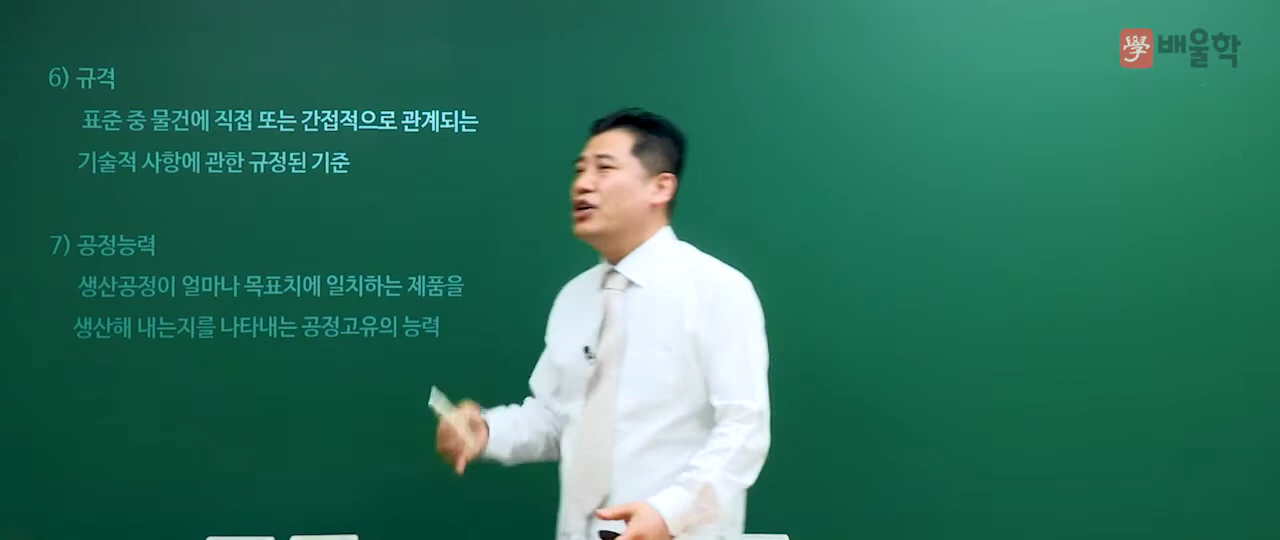 學 배울학
6) 규격
표준 중 물건에 직접 또는 간접적으로 관계되는
기술적 사항에 관한 규정된 기준
7) 공정능력
생산공정이 얼마나 목표치에 일치하는 제품을
생산해 내는지를 나타내는 공정고유의 능력